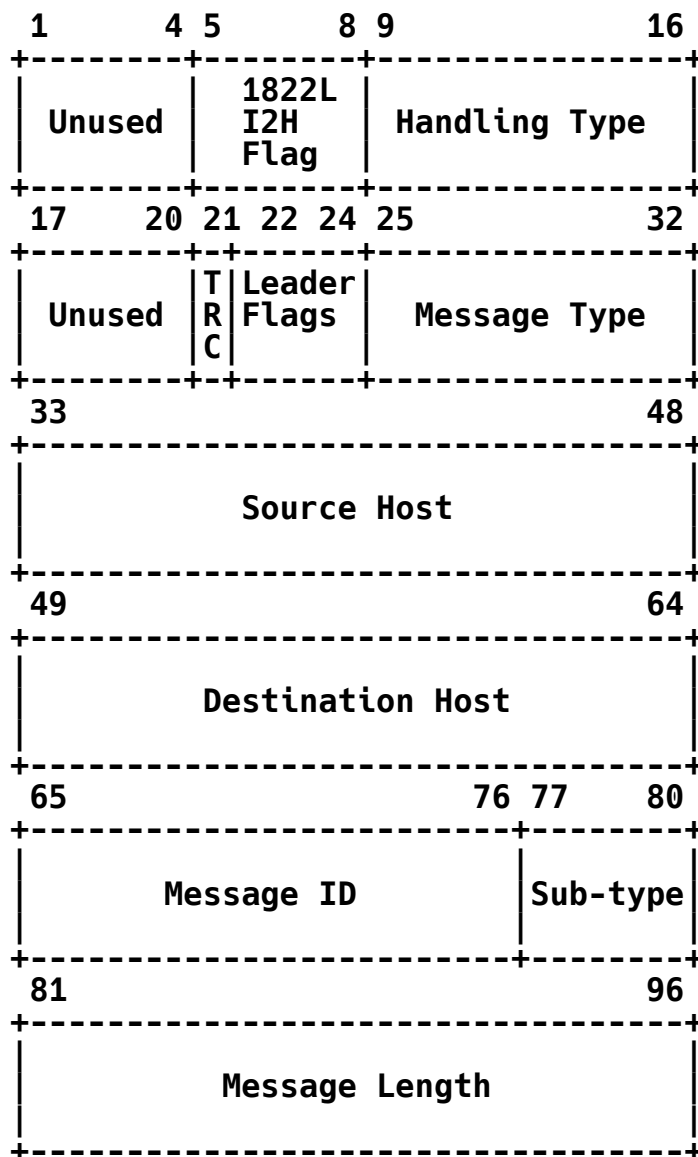 1 4 5 8 9 16
1822L
Unused I2H Handling Type
Flag
17 20 21 22 24 25 32
T Leader
Unused R Flags Message Type
C
33 48
Source Host
49 64
Destination Host
65 76 77 80
Message ID Sub-type
81 96
Message Length